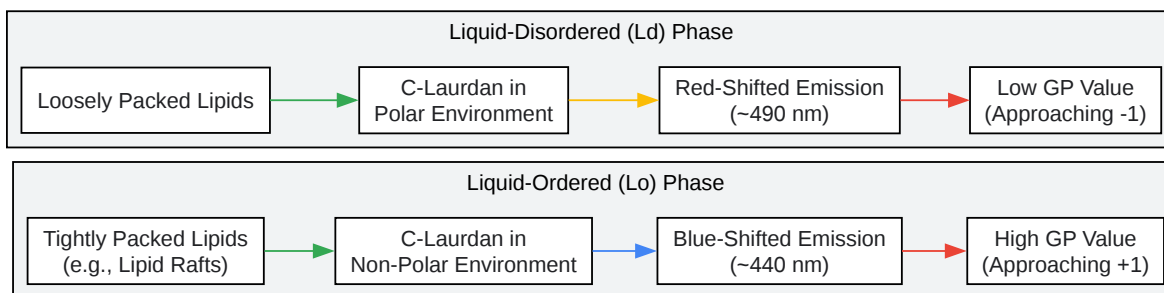 Liquid-Disordered (Ld) Phase
Loosely Packed Lipids
C-Laurdan in
Polar Environment
Red-Shifted Emission
(~490 nm)
Low GP Value
(Approaching -1)
Liquid-Ordered (Lo) Phase
Tightly Packed Lipids
(e.g., Lipid Rafts)
C-Laurdan in
Non-Polar Environment
Blue-Shifted Emission
(~440 nm)
High GP Value
(Approaching +1)